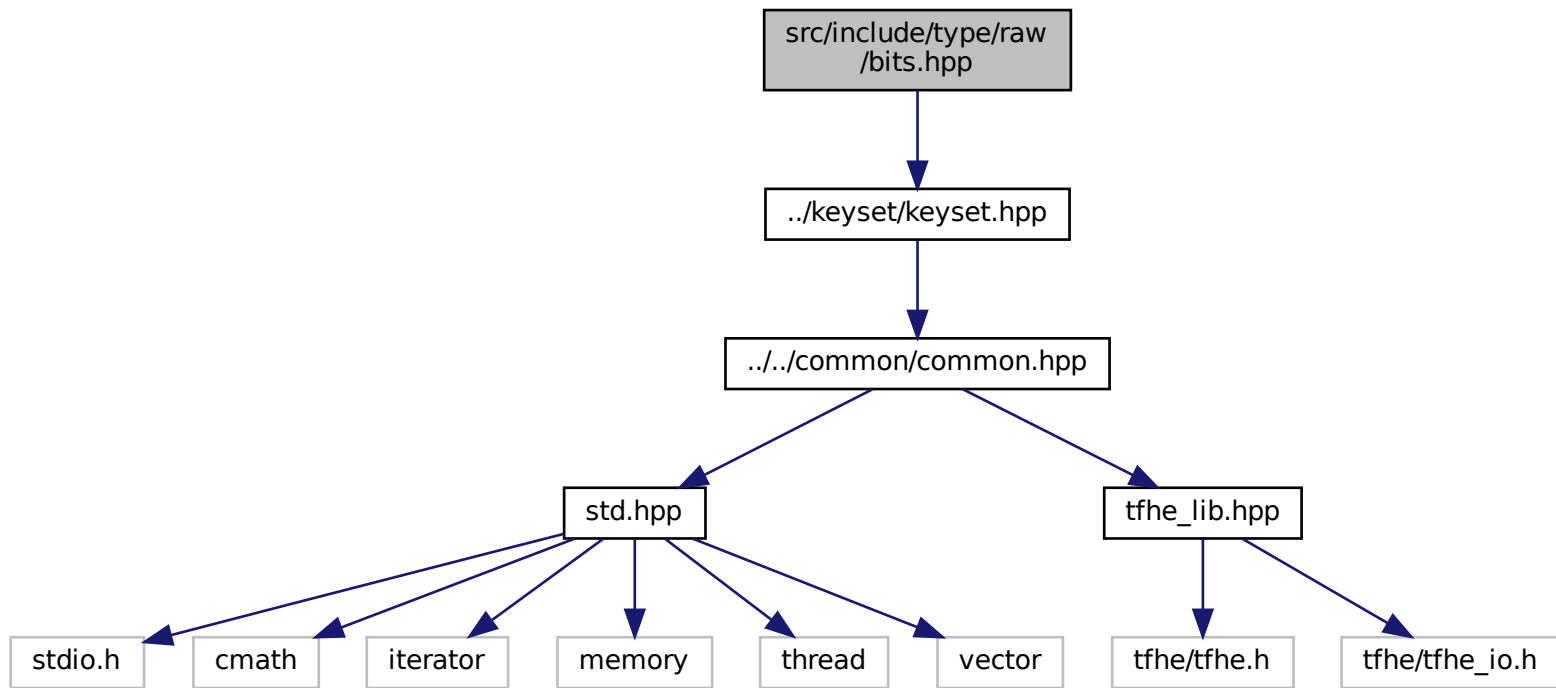 src/include/type/raw
/bits.hpp
../keyset/keyset.hpp
../../common/common.hpp
std.hpp
tfhe_lib.hpp
stdio.h
cmath
iterator
memory
thread
vector
tfhe/tfhe.h
tfhe/tfhe_io.h